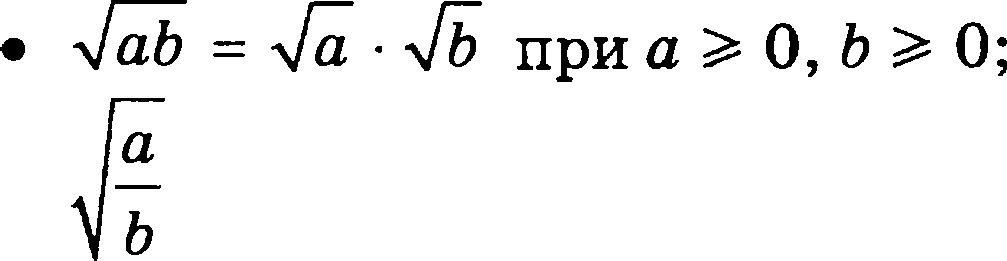 • √ab = √a · √b при a ⩾ 0, b ⩾ 0;
√(a/b)